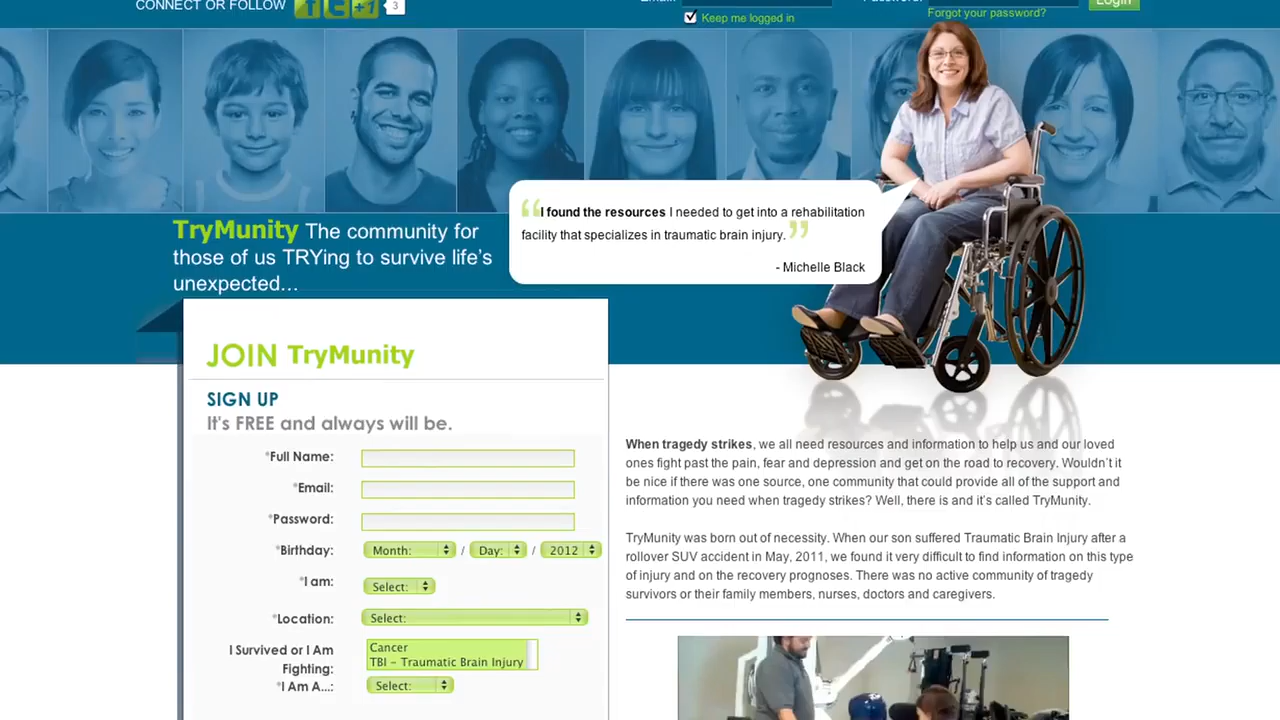 CONNECT OR FOLLOW
+1
3
Keep me logged in
Forgot your password?
Login
I found the resources I needed to get into a rehabilitation
facility that specializes in traumatic brain injury.
- Michelle Black
TryMunity The community for
those of us TRYing to survive life's
unexpected...
JOIN TryMunity
SIGN UP
It's FREE and always will be.
*Full Name:
*Email:
*Password:
*Birthday: Month: / Day: / 2012
*I am: Select:
*Location: Select:
I Survived or I Am
Fighting:
Cancer
TBI - Traumatic Brain Injury
*I Am A...: Select:
When tragedy strikes, we all need resources and information to help us and our loved
ones fight past the pain, fear and depression and get on the road to recovery. Wouldn't it
be nice if there was one source, one community that could provide all of the support and
information you need when tragedy strikes? Well, there is and it's called TryMunity.
TryMunity was born out of necessity. When our son suffered Traumatic Brain Injury after a
rollover SUV accident in May, 2011, we found it very difficult to find information on this type
of injury and on the recovery prognoses. There was no active community of tragedy
survivors or their family members, nurses, doctors and caregivers.